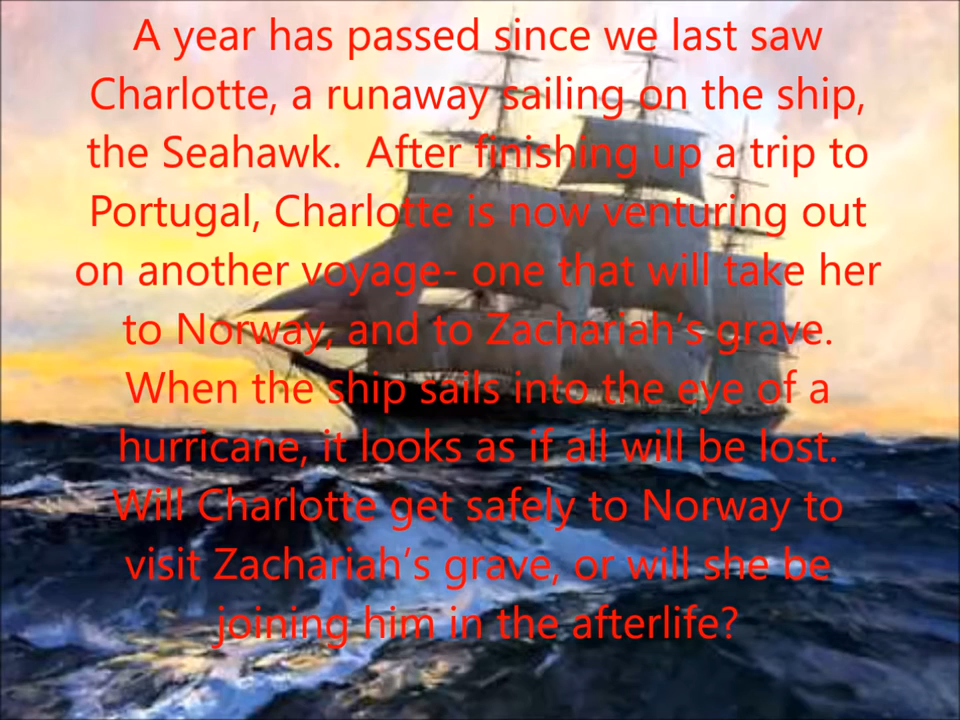 A year has passed since we last saw
Charlotte, a runaway sailing on the ship,
the Seahawk.  After finishing up a trip to
Portugal, Charlotte is now venturing out
on another voyage- one that will take her
to Norway, and to Zachariah’s grave.
When the ship sails into the eye of a
hurricane, it looks as if all will be lost.
Will Charlotte get safely to Norway to
visit Zachariah’s grave, or will she be
joining him in the afterlife?